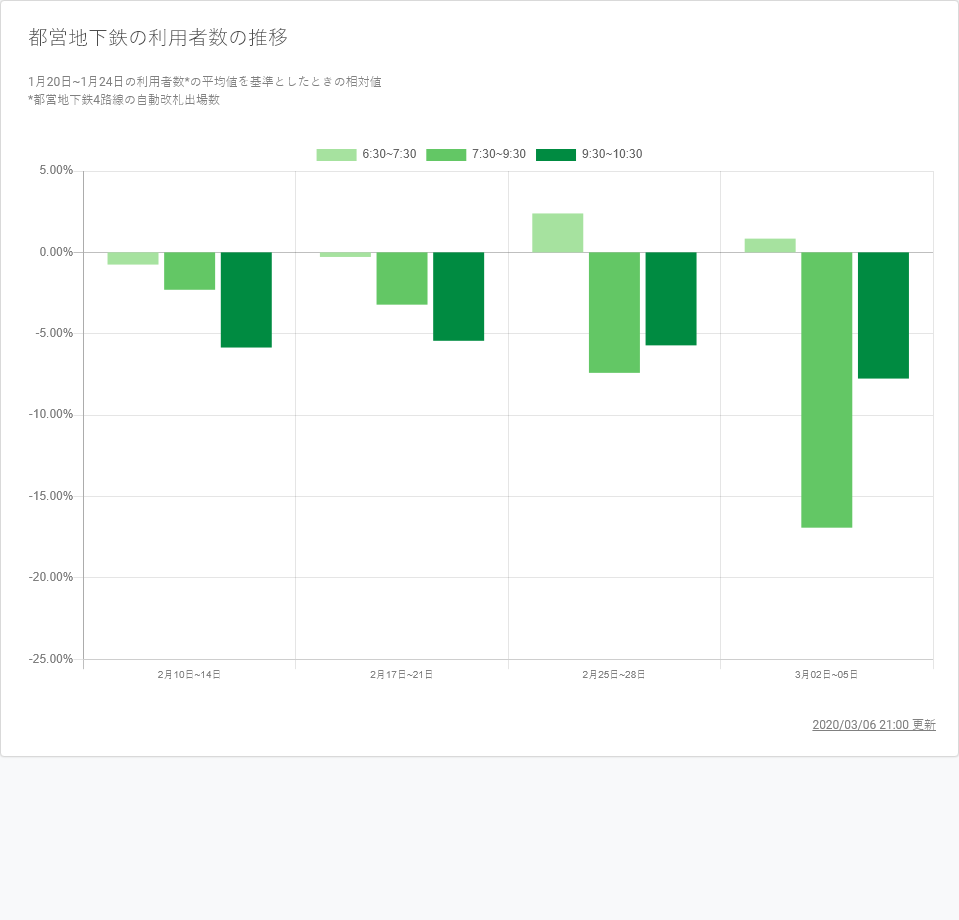 都営地下鉄の利用者数の推移
1月20日~1月24日の利用者数*の平均値を基準としたときの相対値
*都営地下鉄4路線の自動改札出場数
6:30~7:30 7:30~9:30 9:30~10:30
5.00%
0.00%
-5.00%
-10.00%
-15.00%
-20.00%
-25.00%
2月10日~14日 2月17日~21日 2月25日~28日 3月02日~05日
2020/03/06 21:00 更新